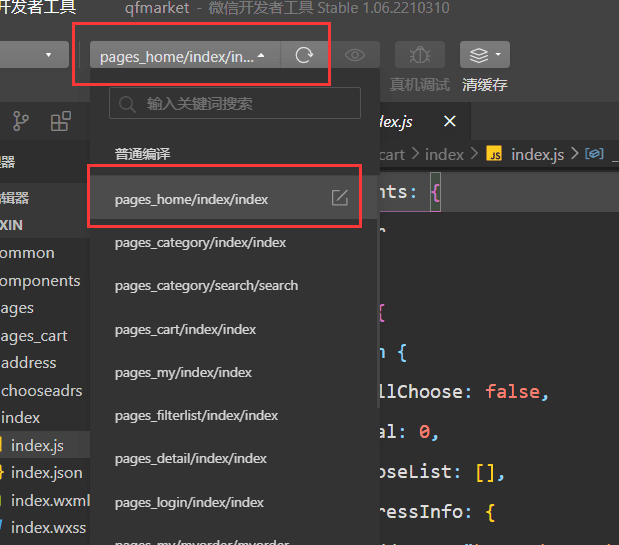 开发者工具 qfmarket - 微信开发者工具 Stable 1.06.2210310
pages_home/index/in...
真机调试 清缓存
输入关键词搜索
普通编译
pages_home/index/index
pages_category/index/index
pages_category/search/search
pages_cart/index/index
pages_my/index/index
pages_filterlist/index/index
pages_detail/index/index
pages_login/index/index
pages_my/myorder/myorder
理器
编辑器
XIN
ommon
omponents
ages
ages_cart
address
chooseadrs
index
index.js
index.json
index.wxml
index.wxss
dex.js
cart > index > JS index.js > _
nts: {
r
{
n {
llChoose: false,
al: 0,
oseList: [],
ressInfo: {